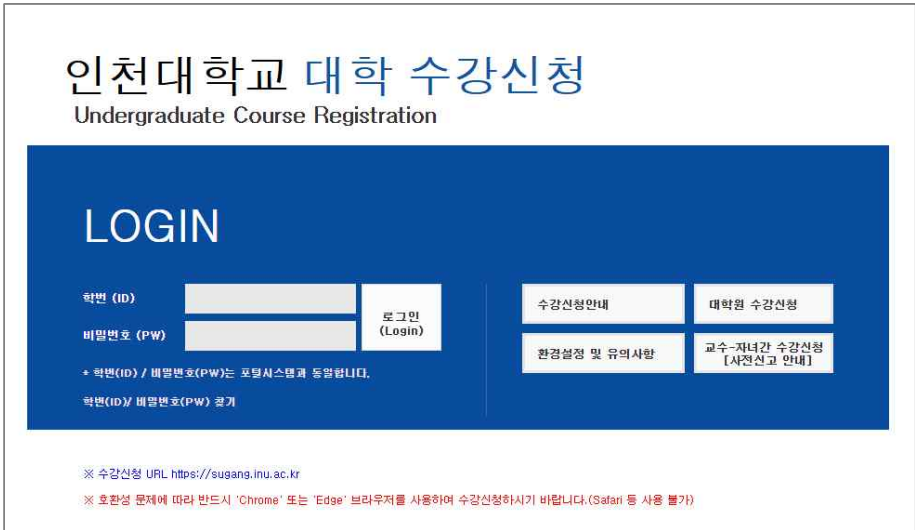 인천대학교 대학 수강신청
Undergraduate Course Registration
LOGIN
학번 (ID)
비밀번호 (PW)
로그인
(Login)
* 학번(ID) / 비밀번호(PW)는 포털시스템과 동일합니다.
학번(ID)/ 비밀번호(PW) 찾기
수강신청안내
대학원 수강신청
환경설정 및 유의사항
교수-자녀간 수강신청
[사전신고 안내]
※ 수강신청 URL https://sugang.inu.ac.kr
※ 호환성 문제에 따라 반드시 'Chrome' 또는 'Edge' 브라우저를 사용하여 수강신청하시기 바랍니다.(Safari 등 사용 불가)